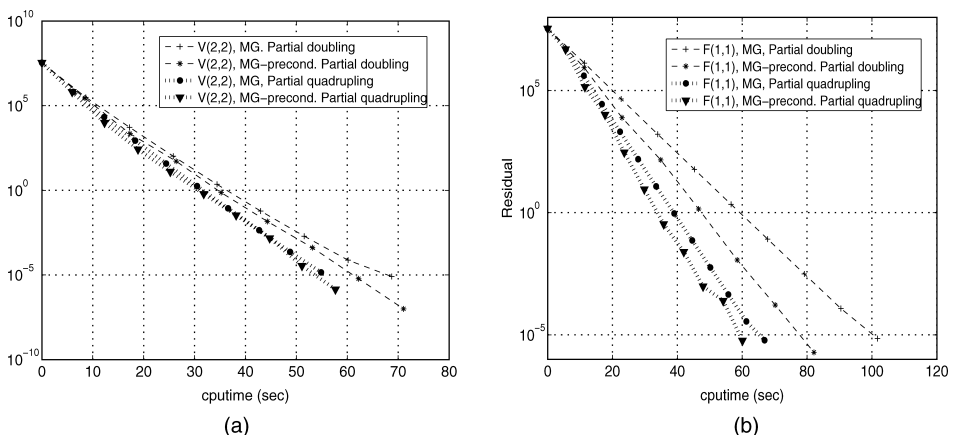 10^10
10^5
10^0
10^-5
10^-10
V(2,2), MG. Partial doubling
V(2,2), MG-precond. Partial doubling
V(2,2), MG, Partial quadrupling
V(2,2), MG-precond. Partial quadrupling
0 10 20 30 40 50 60 70 80
cputime (sec)
(a)
Residual
10^5
10^0
10^-5
F(1,1), MG, Partial doubling
F(1,1), MG-precond. Partial doubling
F(1,1), MG, Partial quadrupling
F(1,1), MG-precond. Partial quadrupling
0 20 40 60 80 100 120
cputime (sec)
(b)